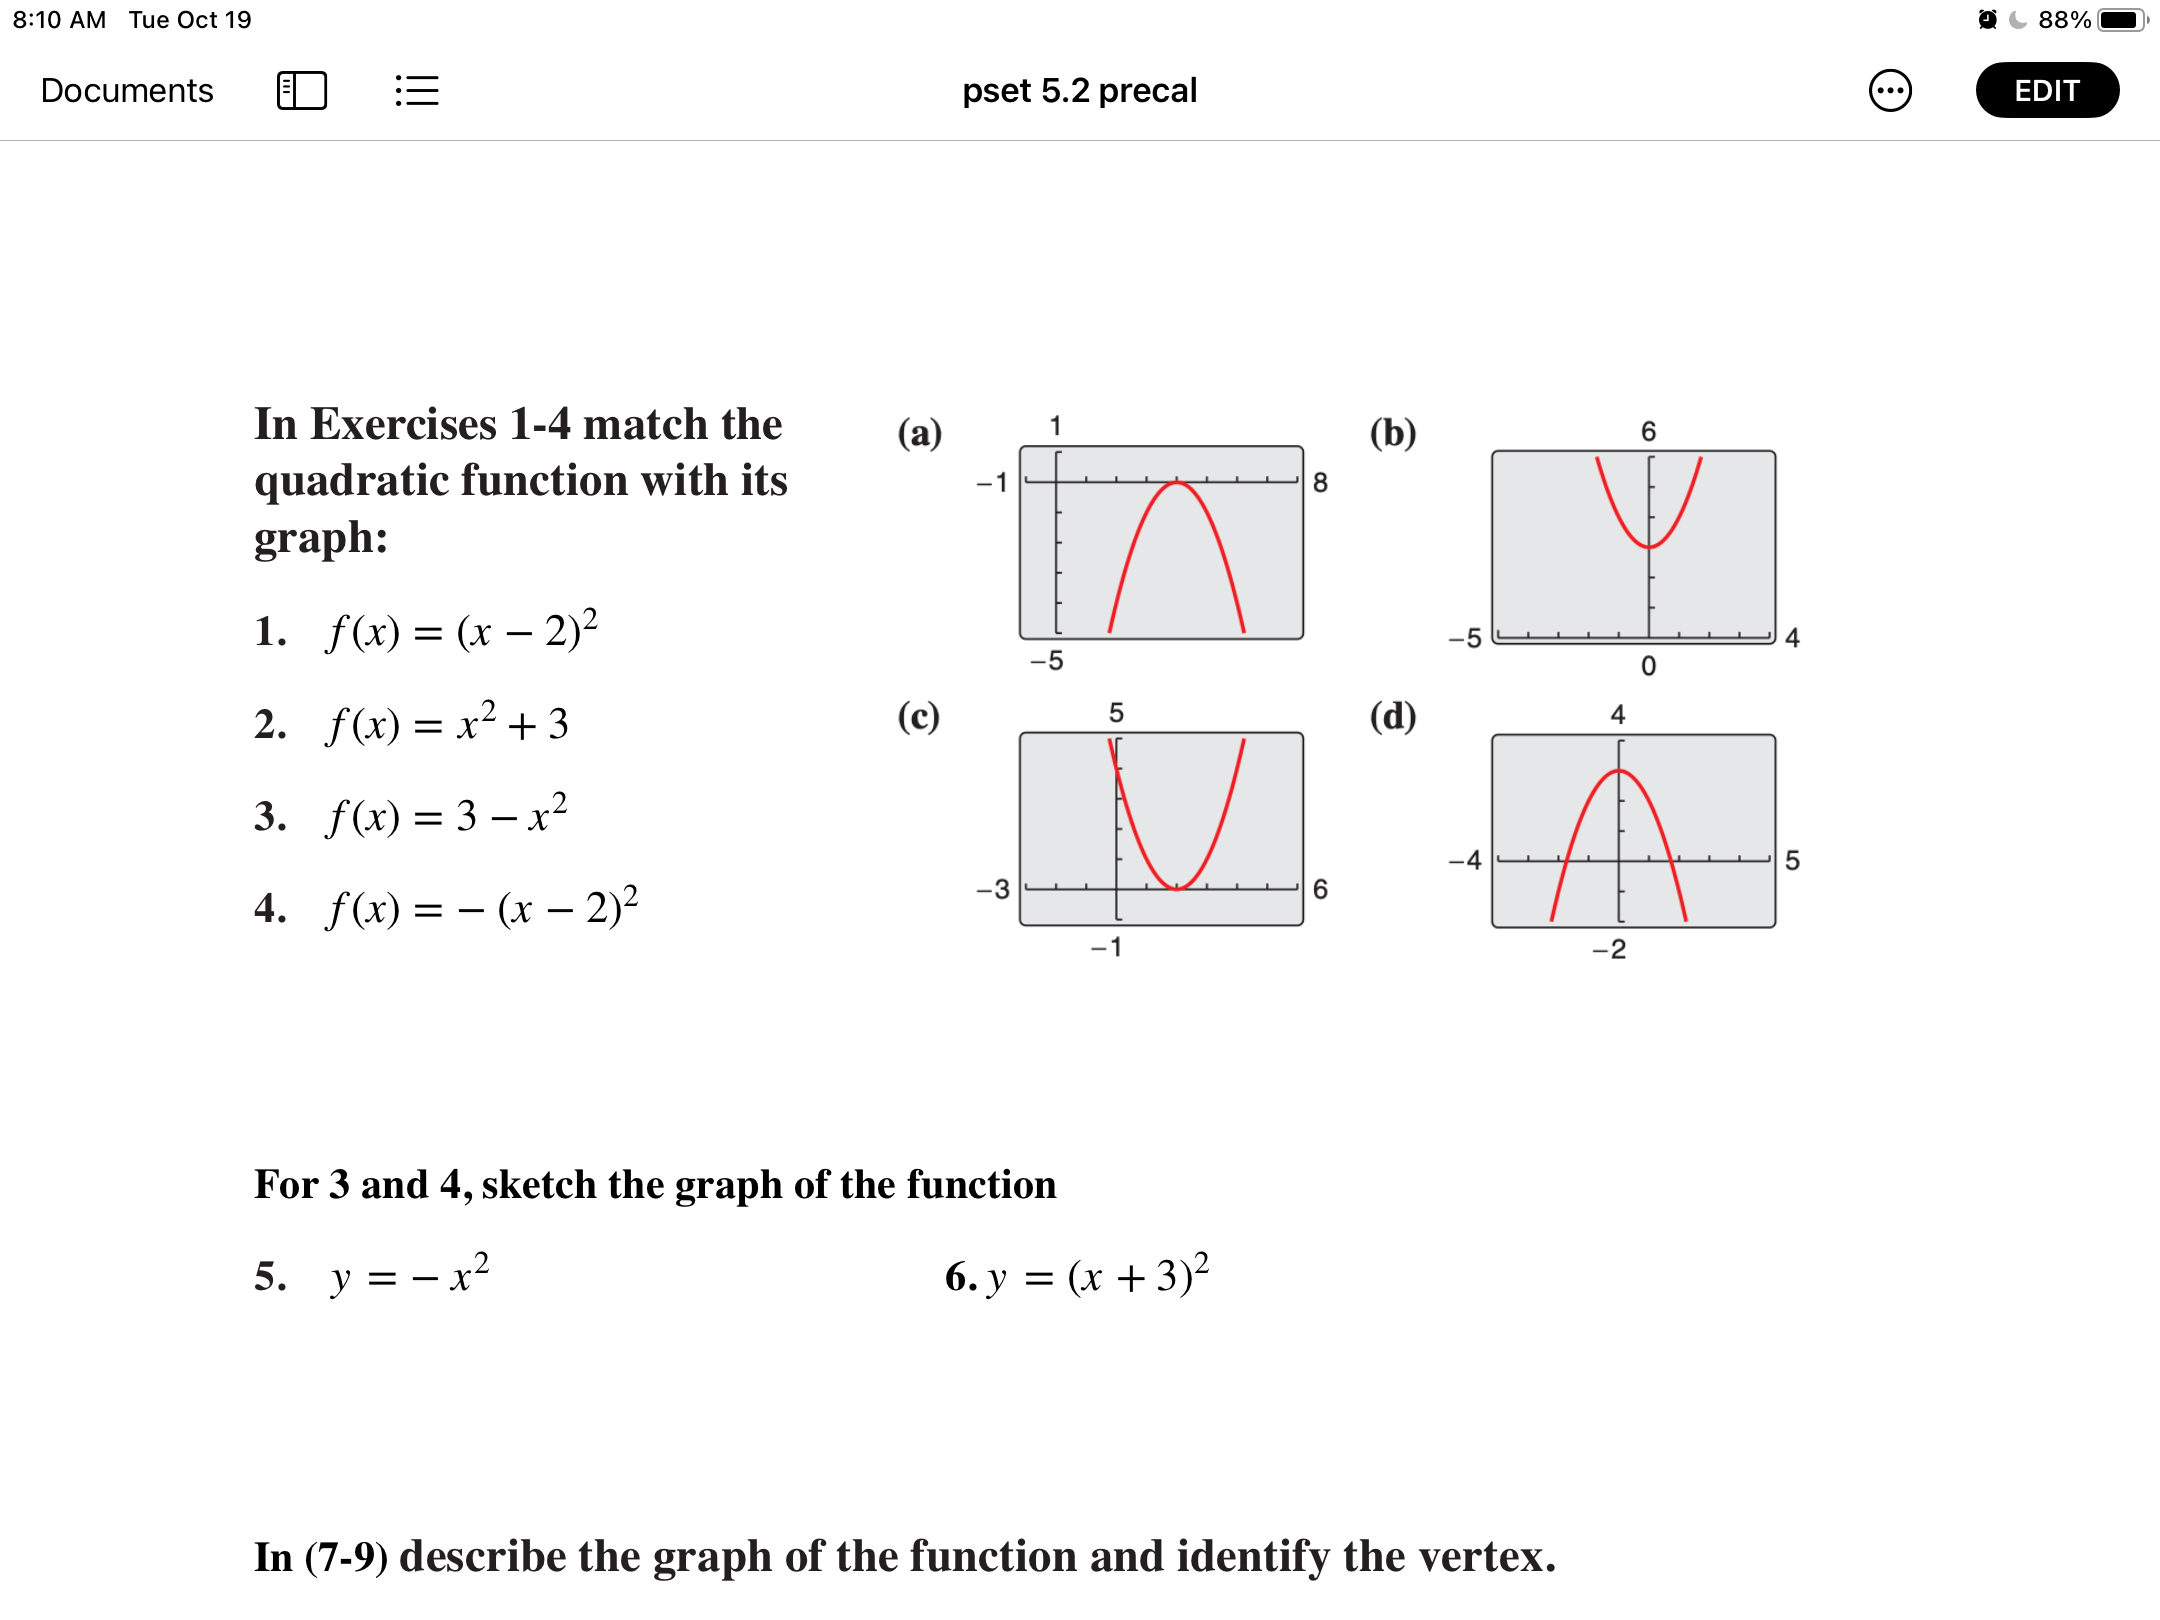 8:10 AM Tue Oct 19
88%
Documents
pset 5.2 precal
EDIT
In Exercises 1-4 match the
quadratic function with its
graph:
1. f(x) = (x − 2)²
2. f(x) = x² + 3
3. f(x) = 3 − x²
4. f(x) = − (x − 2)²
(a)
1
−1
8
−5
(b)
6
−5
4
0
(c)
5
−3
6
−1
(d)
4
−4
5
−2
For 3 and 4, sketch the graph of the function
5. y = − x²
6. y = (x + 3)²
In (7-9) describe the graph of the function and identify the vertex.